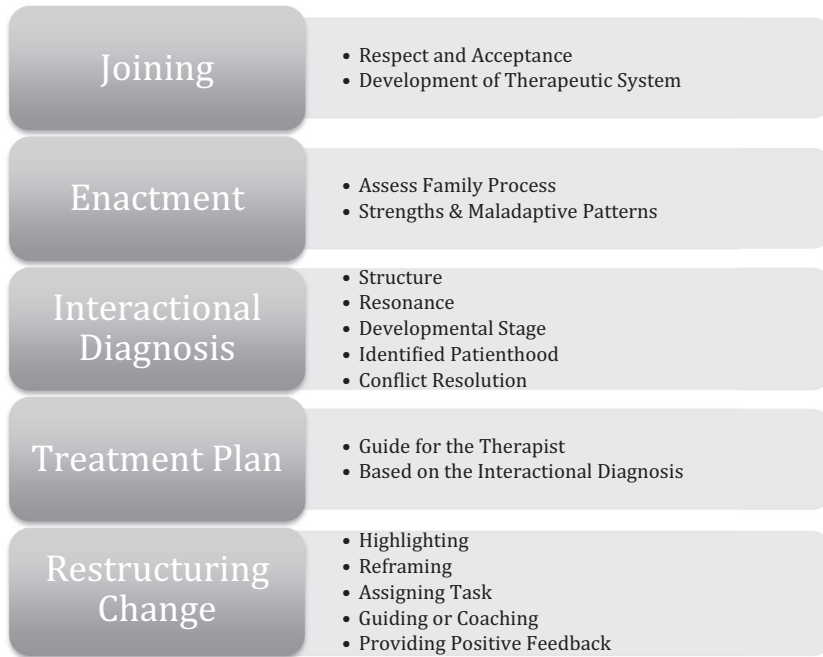 Joining
• Respect and Acceptance
• Development of Therapeutic System
Enactment
• Assess Family Process
• Strengths & Maladaptive Patterns
Interactional
Diagnosis
• Structure
• Resonance
• Developmental Stage
• Identified Patienthood
• Conflict Resolution
Treatment Plan
• Guide for the Therapist
• Based on the Interactional Diagnosis
Restructuring
Change
• Highlighting
• Reframing
• Assigning Task
• Guiding or Coaching
• Providing Positive Feedback